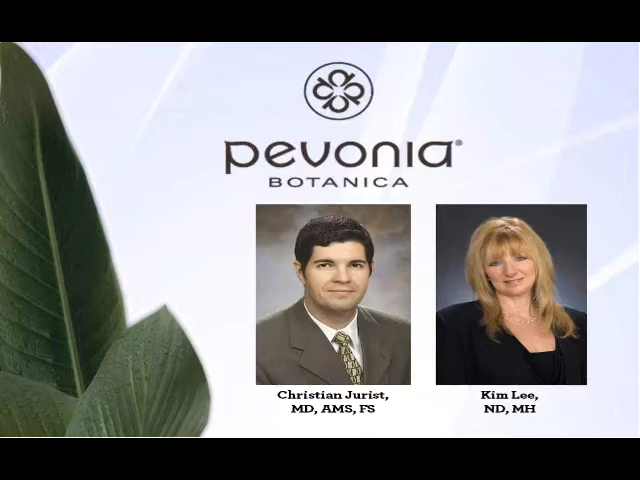 pevonia®
BOTANICA
Christian Jurist,
MD, AMS, FS
Kim Lee,
ND, MH